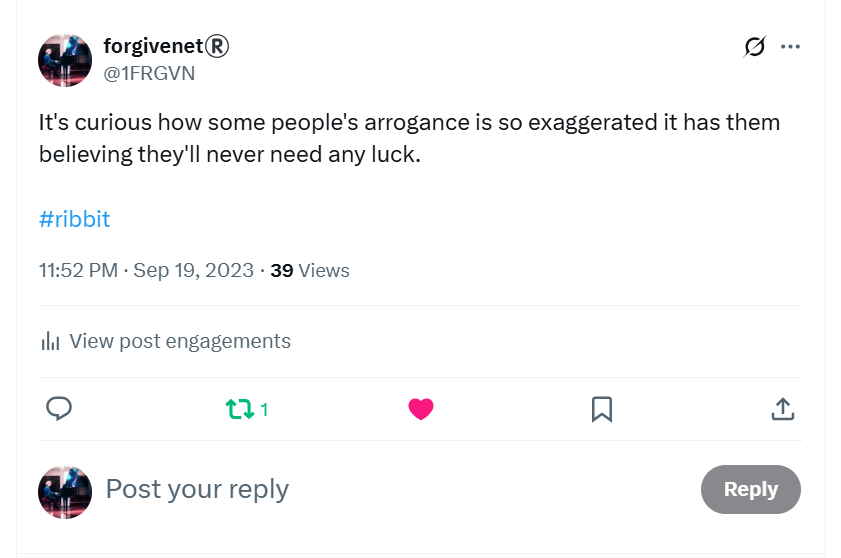 forgivenet®
@1FRGVN
It's curious how some people's arrogance is so exaggerated it has them
believing they'll never need any luck.
#ribbit
11:52 PM · Sep 19, 2023 · 39 Views
View post engagements
1
Post your reply
Reply